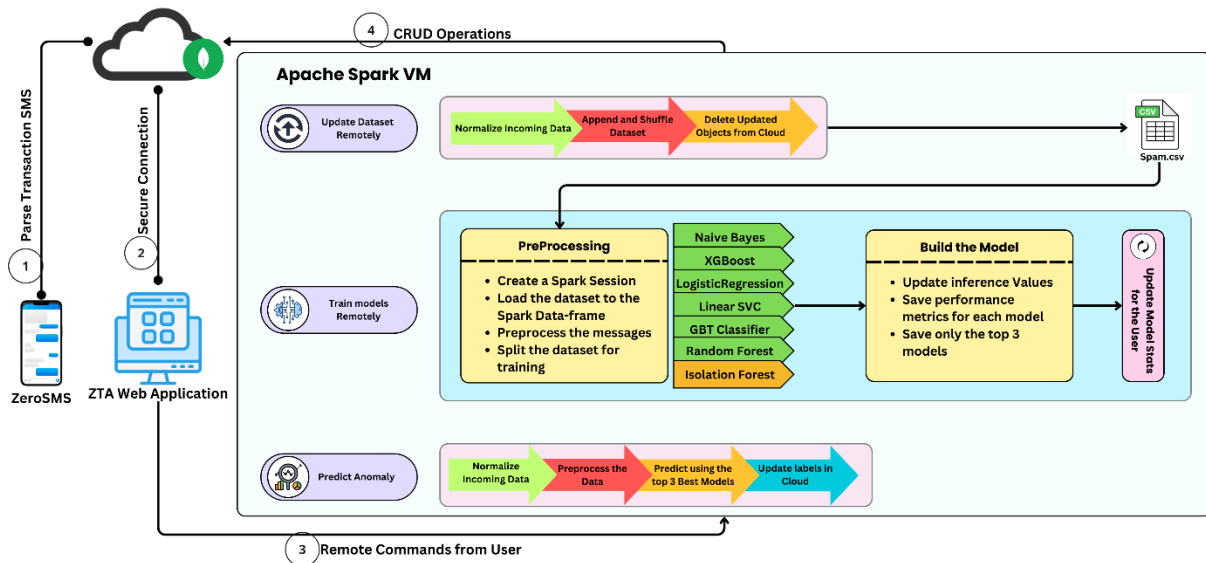 4
CRUD Operations
Parse Transaction SMS
1
Secure Connection
2
ZeroSMS
ZTA Web Application
3
Remote Commands from User
Apache Spark VM
Update Dataset
Remotely
Normalize Incoming Data
Append and Shuffle
Dataset
Delete Updated
Objects from Cloud
CSV
Spam.csv
Train models
Remotely
PreProcessing
• Create a Spark Session
• Load the dataset to the
Spark Data-frame
• Preprocess the messages
• Split the dataset for
training
Naive Bayes
XGBoost
LogisticRegression
Linear SVC
GBT Classifier
Random Forest
Isolation Forest
Build the Model
• Update inference Values
• Save performance
metrics for each model
• Save only the top 3
models
Update Model Stats
for the User
Predict Anomaly
Normalize
Incoming Data
Preprocess the
Data
Predict using the
top 3 Best Models
Update labels in
Cloud